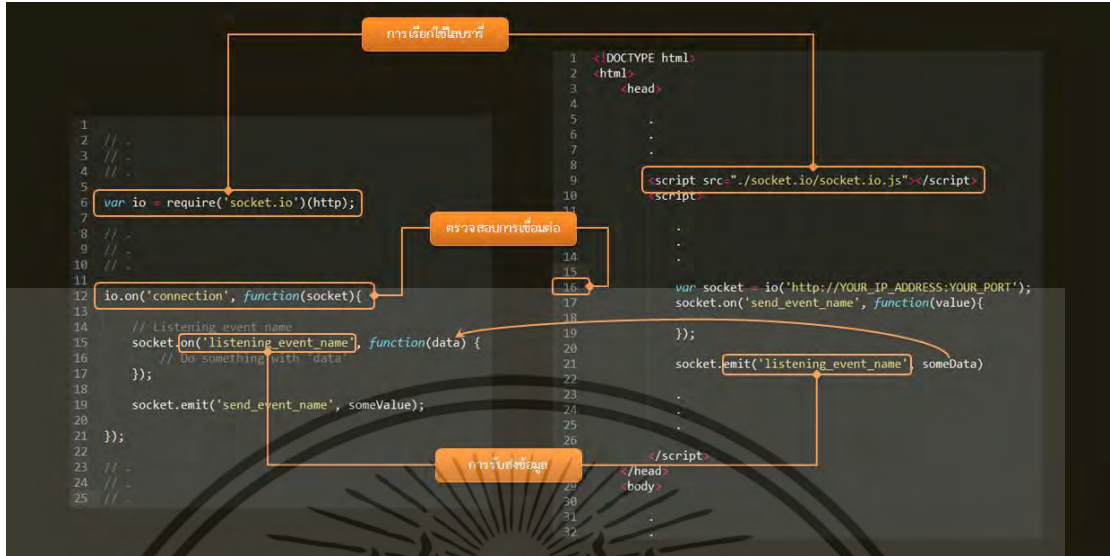 การเรียกใช้ไลบรารี่
1
2 // .
3 // .
4 // .
5
6 var io = require('socket.io')(http);
7
8 // .
9 // .
10 // .
11
12 io.on('connection', function(socket){
13
14 // Listening event name
15 socket.on('listening_event_name', function(data) {
16 // Do something with 'data'
17 });
18
19 socket.emit('send_event_name', someValue);
20
21 });
22
23 // .
24 // .
25 // .
ตรวจสอบการเชื่อมต่อ
การรับส่งข้อมูล
1 <!DOCTYPE html>
2 <html>
3 <head>
4
5 .
6 .
7 .
8
9 <script src="./socket.io/socket.io.js"></script>
10 <script>
11
.
.
14 .
15
16 var socket = io('http://YOUR_IP_ADDRESS:YOUR_PORT');
17 socket.on('send_event_name', function(value){
18
19 });
20
21 socket.emit('listening_event_name', someData)
22
23 .
24 .
25 .
26
</script>
</head>
29 <body>
30
31 .
32 .